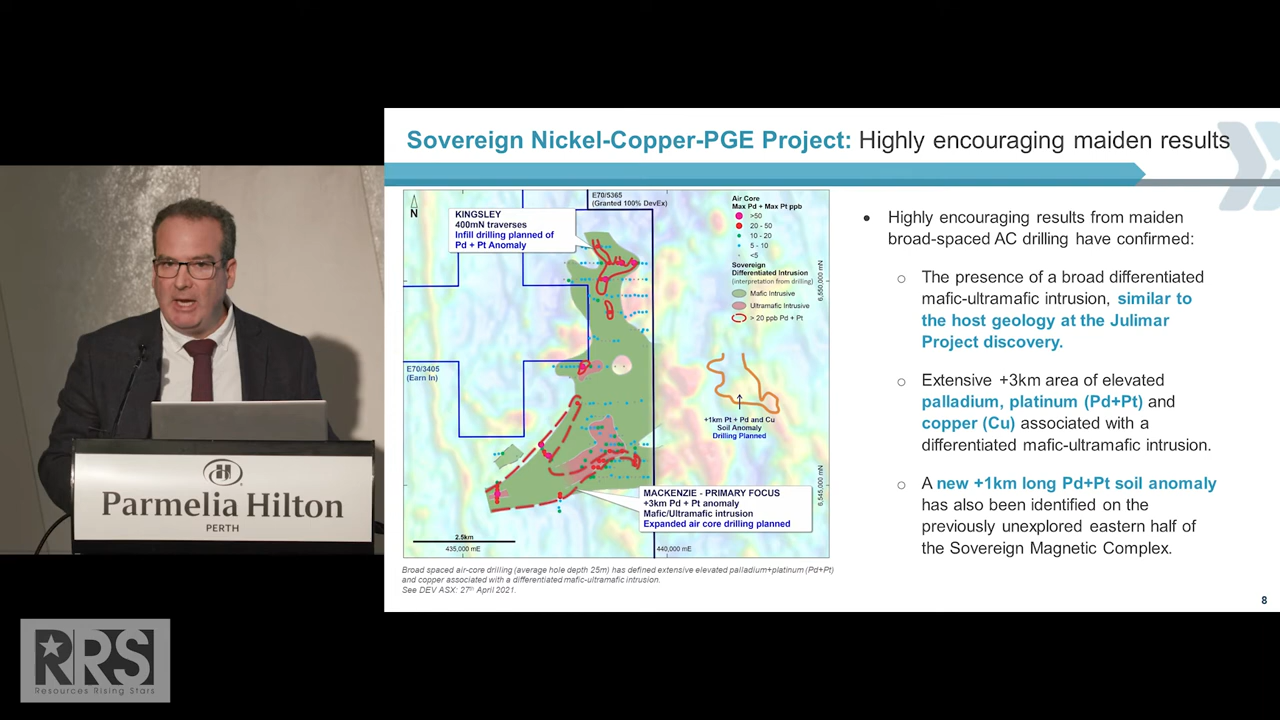 Sovereign Nickel-Copper-PGE Project: Highly encouraging maiden results
N
E70/5365
(Granted 100% DevEx)
KINGSLEY
400mN traverses
Infill drilling planned of
Pd + Pt Anomaly
Air Core
Max Pd + Max Pt ppb
>50
20 - 50
10 - 20
5 - 10
<5
Sovereign
Differentiated Intrusion
(interpretation from drilling)
Mafic Intrusive
Ultramafic Intrusive
> 20 ppb Pd + Pt
6,550,000 mN
E70/3405
(Earn In)
+1km Pt + Pd and Cu
Soil Anomaly
Drilling Planned
6,545,000 mN
MACKENZIE - PRIMARY FOCUS
+3km Pd + Pt anomaly
Mafic/Ultramafic intrusion
Expanded air core drilling planned
2.5km
435,000 mE
440,000 mE
Broad spaced air-core drilling (average hole depth 25m) has defined extensive elevated palladium+platinum (Pd+Pt)
and copper associated with a differentiated mafic-ultramafic intrusion.
See DEV ASX: 27th April 2021.
• Highly encouraging results from maiden
broad-spaced AC drilling have confirmed:
o The presence of a broad differentiated
mafic-ultramafic intrusion, similar to
the host geology at the Julimar
Project discovery.
o Extensive +3km area of elevated
palladium, platinum (Pd+Pt) and
copper (Cu) associated with a
differentiated mafic-ultramafic intrusion.
o A new +1km long Pd+Pt soil anomaly
has also been identified on the
previously unexplored eastern half of
the Sovereign Magnetic Complex.
8
H
Parmelia Hilton
PERTH
RRS
Resources Rising Stars